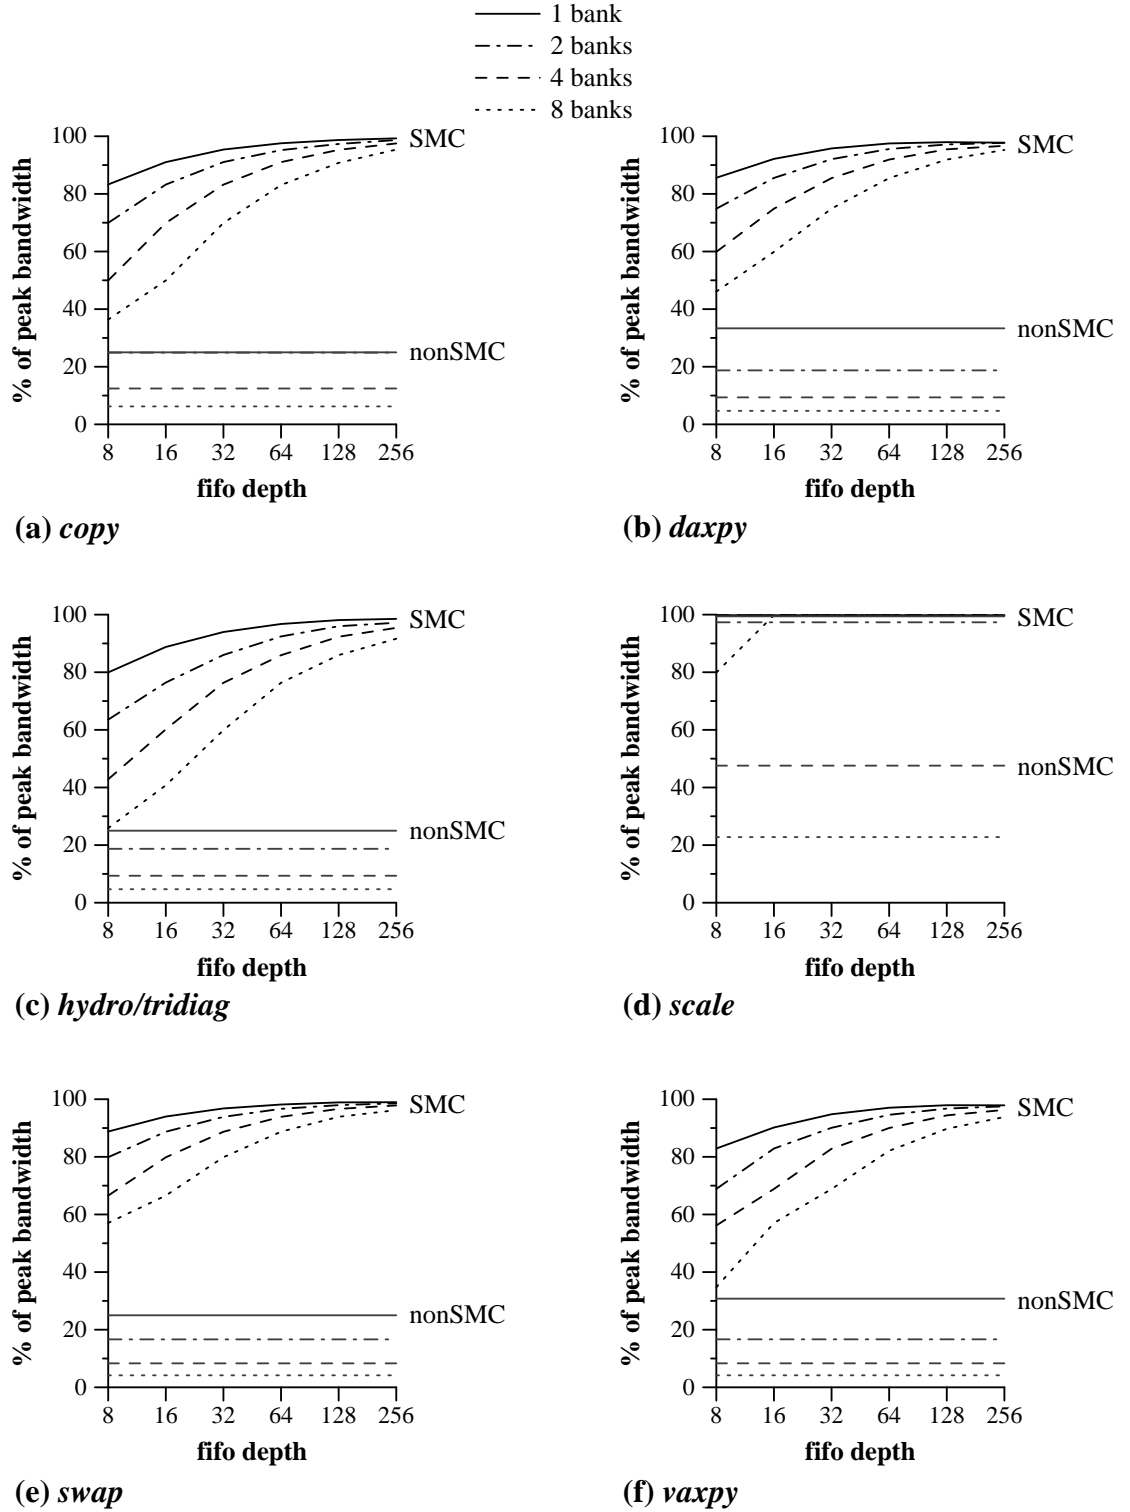 1 bank
2 banks
4 banks
8 banks
% of peak bandwidth
100
80
60
40
20
0
SMC
nonSMC
8 16 32 64 128 256
fifo depth
(a) copy
% of peak bandwidth
100
80
60
40
20
0
SMC
nonSMC
8 16 32 64 128 256
fifo depth
(b) daxpy
% of peak bandwidth
100
80
60
40
20
0
SMC
nonSMC
8 16 32 64 128 256
fifo depth
(c) hydro/tridiag
% of peak bandwidth
100
80
60
40
20
0
SMC
nonSMC
8 16 32 64 128 256
fifo depth
(d) scale
% of peak bandwidth
100
80
60
40
20
0
SMC
nonSMC
8 16 32 64 128 256
fifo depth
(e) swap
% of peak bandwidth
100
80
60
40
20
0
SMC
nonSMC
8 16 32 64 128 256
fifo depth
(f) vaxpy